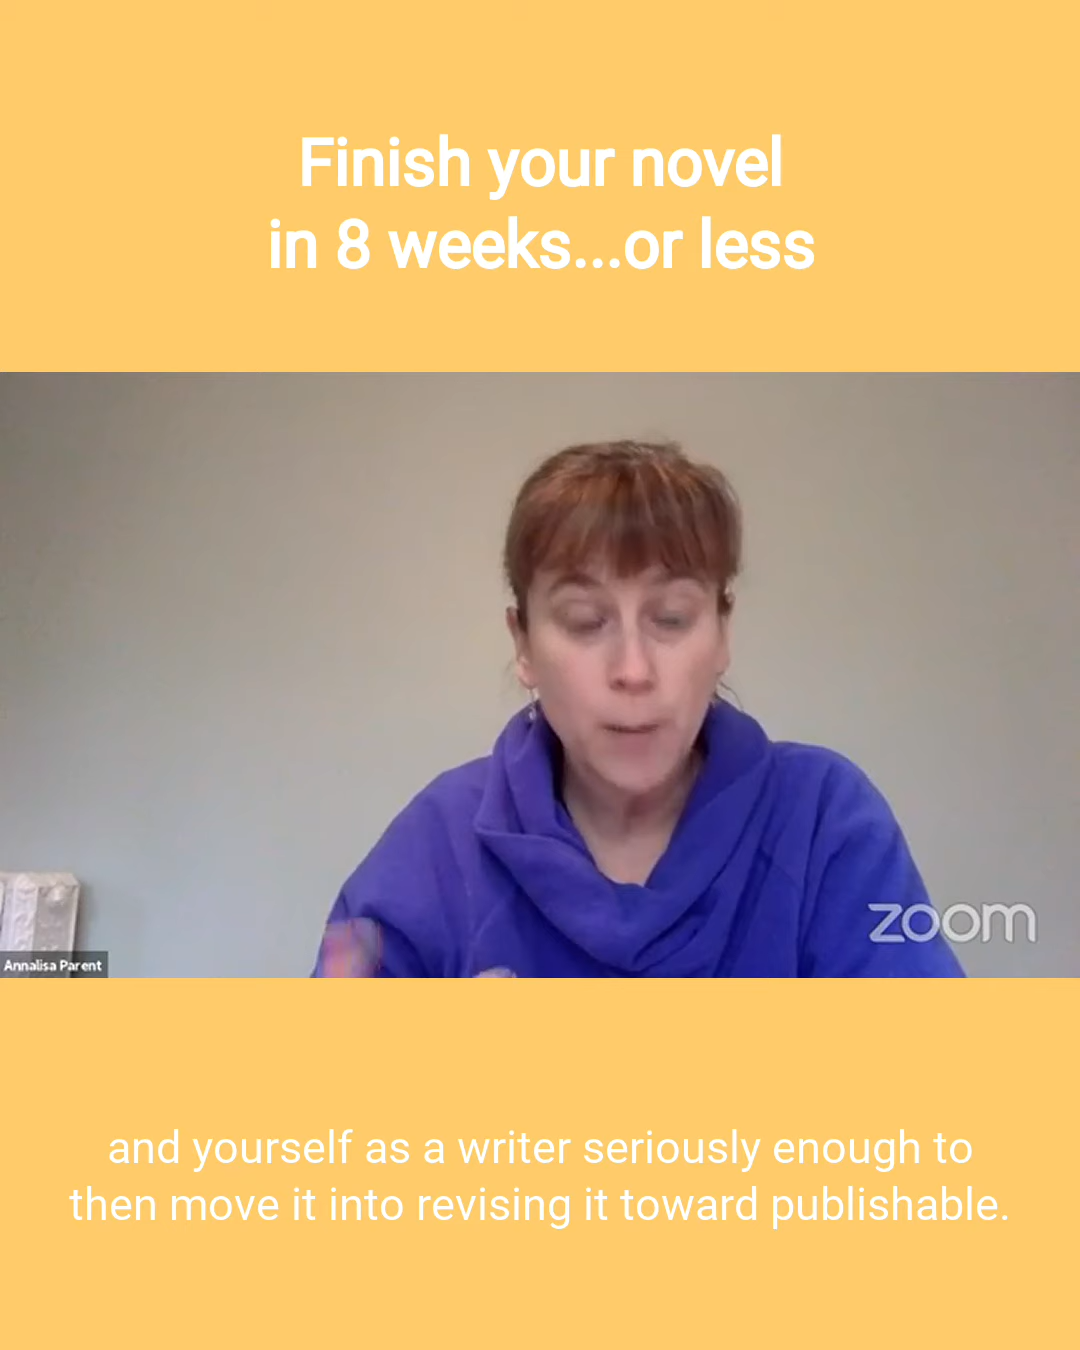 Finish your novel
in 8 weeks...or less
zoom
Annalisa Parent
and yourself as a writer seriously enough to
then move it into revising it toward publishable.